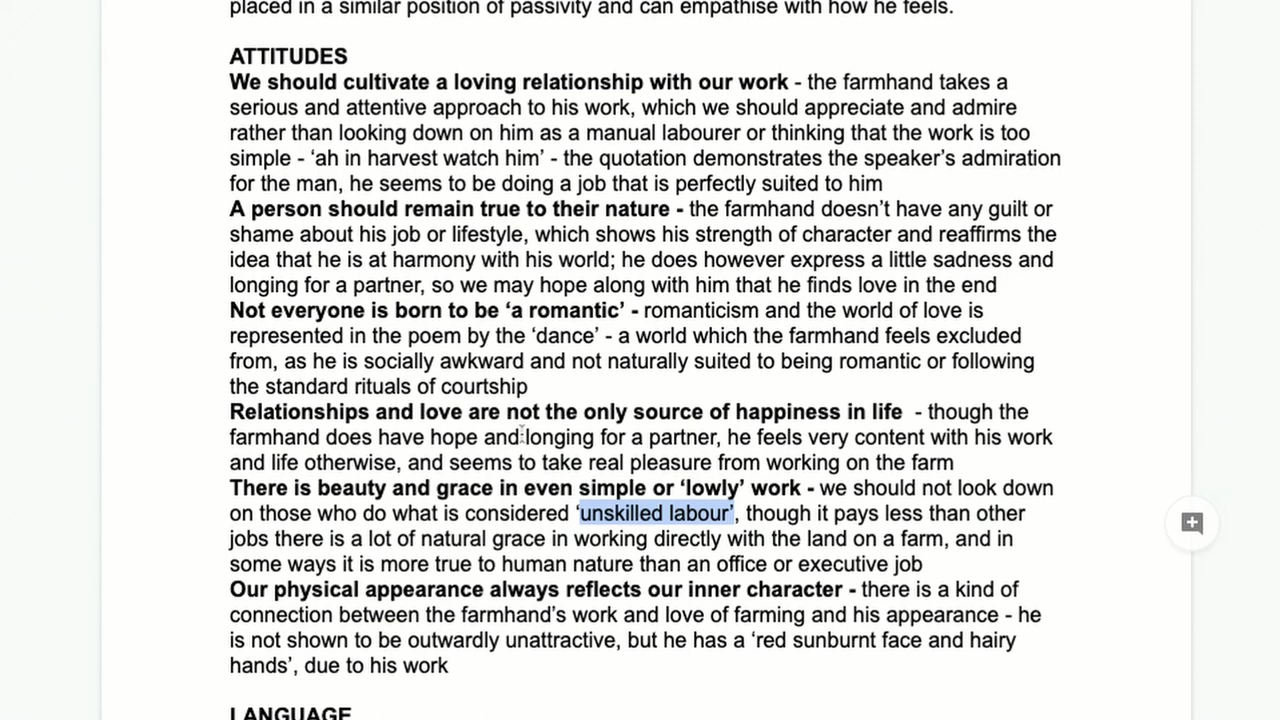 placed in a similar position of passivity and can empathise with how he feels.
ATTITUDES
We should cultivate a loving relationship with our work - the farmhand takes a
serious and attentive approach to his work, which we should appreciate and admire
rather than looking down on him as a manual labourer or thinking that the work is too
simple - ‘ah in harvest watch him’ - the quotation demonstrates the speaker’s admiration
for the man, he seems to be doing a job that is perfectly suited to him
A person should remain true to their nature - the farmhand doesn’t have any guilt or
shame about his job or lifestyle, which shows his strength of character and reaffirms the
idea that he is at harmony with his world; he does however express a little sadness and
longing for a partner, so we may hope along with him that he finds love in the end
Not everyone is born to be ‘a romantic’ - romanticism and the world of love is
represented in the poem by the ‘dance’ - a world which the farmhand feels excluded
from, as he is socially awkward and not naturally suited to being romantic or following
the standard rituals of courtship
Relationships and love are not the only source of happiness in life  - though the
farmhand does have hope and longing for a partner, he feels very content with his work
and life otherwise, and seems to take real pleasure from working on the farm
There is beauty and grace in even simple or ‘lowly’ work - we should not look down
on those who do what is considered ‘unskilled labour’, though it pays less than other
jobs there is a lot of natural grace in working directly with the land on a farm, and in
some ways it is more true to human nature than an office or executive job
Our physical appearance always reflects our inner character - there is a kind of
connection between the farmhand’s work and love of farming and his appearance - he
is not shown to be outwardly unattractive, but he has a ‘red sunburnt face and hairy
hands’, due to his work
LANGUAGE